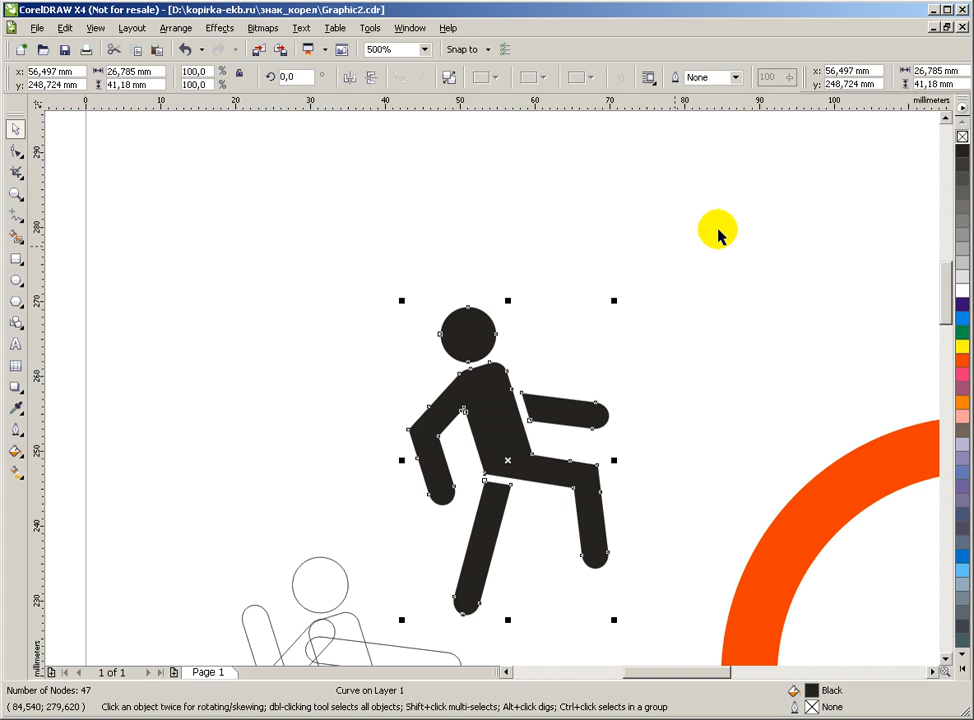 CorelDRAW X4 (Not for resale) - [D:\kopirka-ekb.ru\знак_корел\Graphic2.cdr]
File Edit View Layout Arrange Effects Bitmaps Text Table Tools Window Help
500% Snap to
x: 56,497 mm 26,785 mm 100,0 % 0,0 ° None 100 x: 56,497 mm 26,785 mm
y: 248,724 mm 41,18 mm 100,0 % y: 248,724 mm 41,18 mm
0 10 20 30 40 50 60 70 80 90 100 millimeters
290
280
270
260
250
240
230
millimeters
1 of 1 Page 1
Number of Nodes: 47 Curve on Layer 1 Black
( 84,540; 279,620 ) Click an object twice for rotating/skewing; dbl-clicking tool selects all objects; Shift+click multi-selects; Alt+click digs; Ctrl+click selects in a group None